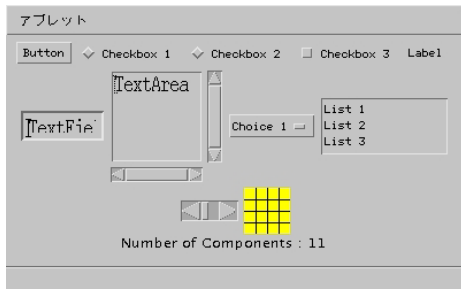 アプレット
Button Checkbox 1 Checkbox 2 Checkbox 3 Label
TextArea
TextFie
Choice 1
List 1
List 2
List 3
Number of Components : 11